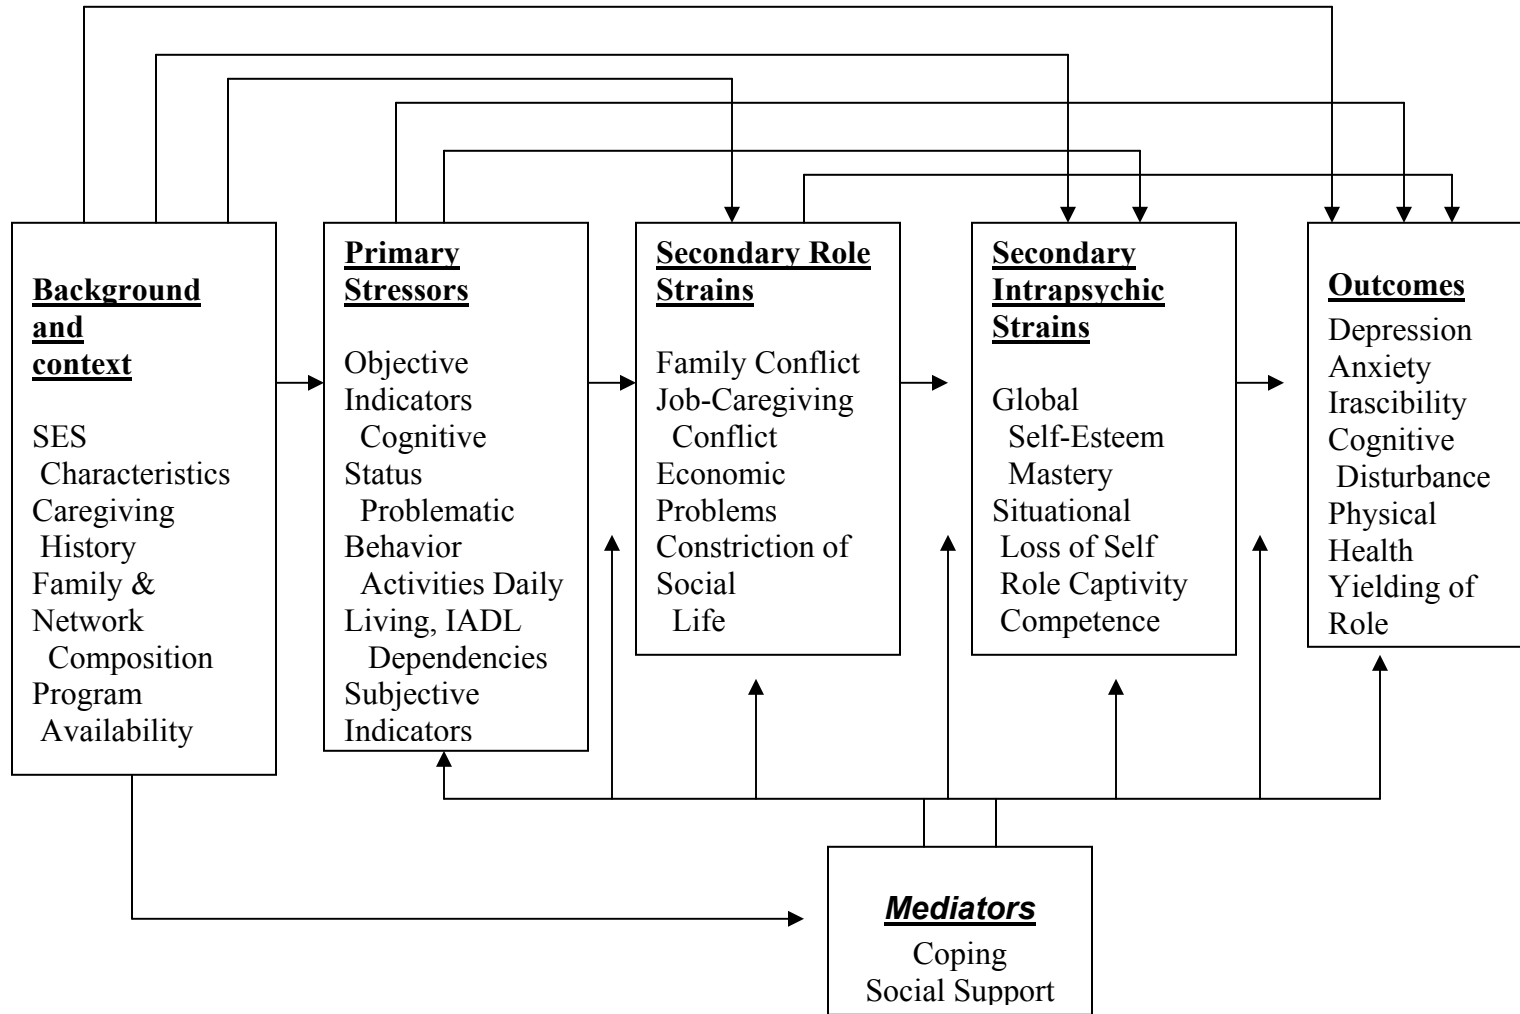 Background
and
context
SES
Characteristics
Caregiving
History
Family &
Network
Composition
Program
Availability
Primary
Stressors
Objective
Indicators
Cognitive
Status
Problematic
Behavior
Activities Daily
Living, IADL
Dependencies
Subjective
Indicators
Secondary Role
Strains
Family Conflict
Job-Caregiving
Conflict
Economic
Problems
Constriction of
Social
Life
Secondary
Intrapsychic
Strains
Global
Self-Esteem
Mastery
Situational
Loss of Self
Role Captivity
Competence
Outcomes
Depression
Anxiety
Irascibility
Cognitive
Disturbance
Physical
Health
Yielding of
Role
Mediators
Coping
Social Support